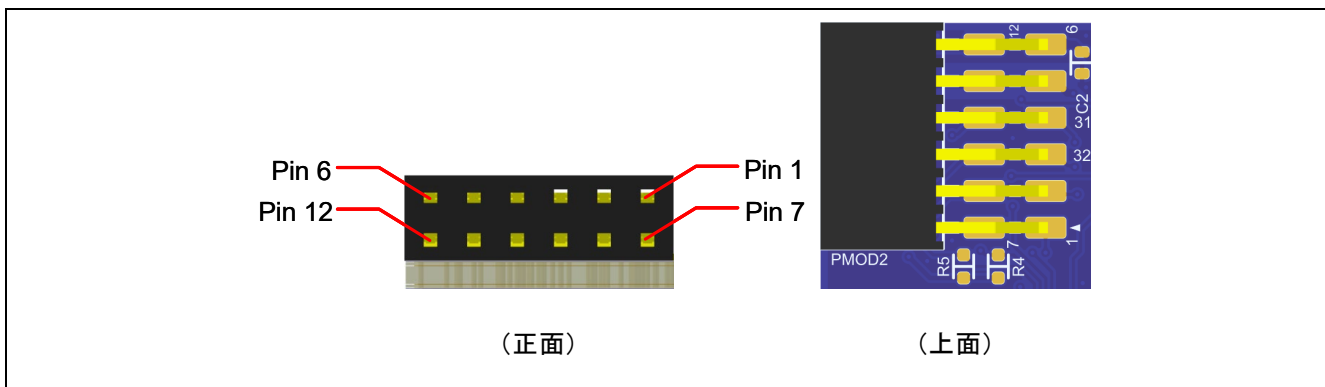 Pin 6
Pin 12
Pin 1
Pin 7
（正面）
12
6
C2
31
32
1
7
PMOD2
R5
R4
（上面）